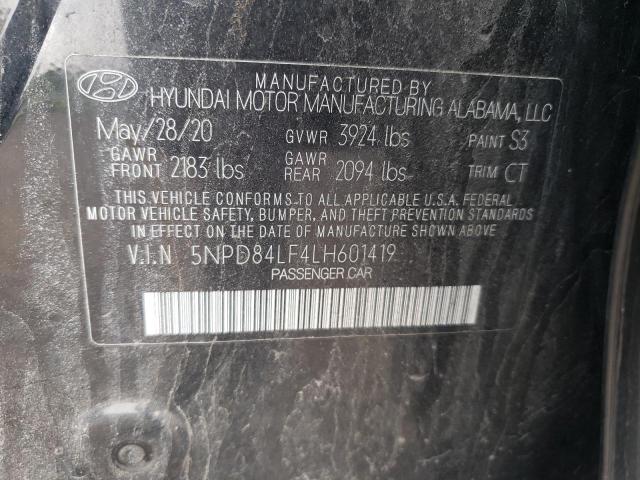 MANUFACTURED BY
HYUNDAI MOTOR MANUFACTURING ALABAMA, LLC
May/28/20 GVWR 3924 lbs PAINT S3
GAWR FRONT 2183 lbs GAWR REAR 2094 lbs TRIM CT
THIS VEHICLE CONFORMS TO ALL APPLICABLE U.S.A. FEDERAL
MOTOR VEHICLE SAFETY, BUMPER, AND THEFT PREVENTION STANDARDS
IN EFFECT ON THE DATE OF MANUFACTURE SHOWN ABOVE.
V.I.N 5NPD84LF4LH601419
PASSENGER CAR